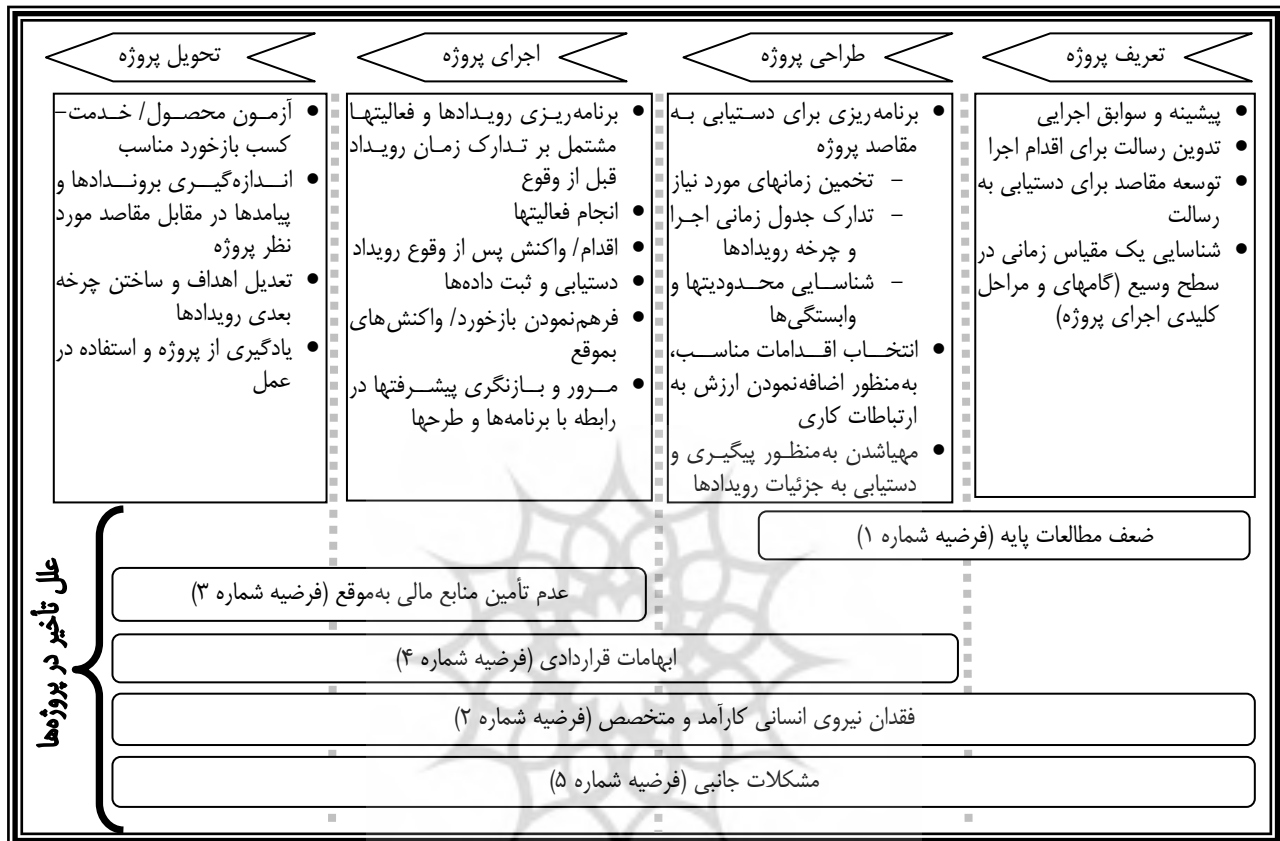 تعریف پروژه
طراحی پروژه
اجرای پروژه
تحویل پروژه
• پیشینه و سوابق اجرایی
• تدوین رسالت برای اقدام اجرا
• توسعه مقاصد برای دستیابی به
رسالت
• شناسایی یک مقیاس زمانی در
سطح وسیع (گامهای و مراحل
کلیدی اجرای پروژه)
• برنامه‌ریزی برای دستیابی به
مقاصد پروژه
– تخمین زمانهای مورد نیاز
– تدارک جدول زمانی اجرا
و چرخه رویدادها
– شناسایی محدودیتها و
وابستگی‌ها
• انتخاب اقدامات مناسب،
به‌منظور اضافه‌نمودن ارزش به
ارتباطات کاری
• مهیاشدن به‌منظور پیگیری و
دستیابی به جزئیات رویدادها
• برنامه‌ریزی رویدادها و فعالیتها
مشتمل بر تدارک زمان رویداد
قبل از وقوع
• انجام فعالیتها
• اقدام/ واکنش پس از وقوع رویداد
• دستیابی و ثبت داده‌ها
• فرهم‌نمودن بازخورد/ واکنش‌های
بموقع
• مرور و بازنگری پیشرفتها در
رابطه با برنامه‌ها و طرحها
• آزمون محصول/ خدمت–
کسب بازخورد مناسب
• اندازه‌گیری بروندادها و
پیامدها در مقابل مقاصد مورد
نظر پروژه
• تعدیل اهداف و ساختن چرخه
بعدی رویدادها
• یادگیری از پروژه و استفاده در
عمل
ضعف مطالعات پایه (فرضیه شماره ۱)
عدم تأمین منابع مالی به‌موقع (فرضیه شماره ۳)
ابهامات قراردادی (فرضیه شماره ۴)
فقدان نیروی انسانی کارآمد و متخصص (فرضیه شماره ۲)
مشکلات جانبی (فرضیه شماره ۵)
علل تأخیر در پروژه‌ها